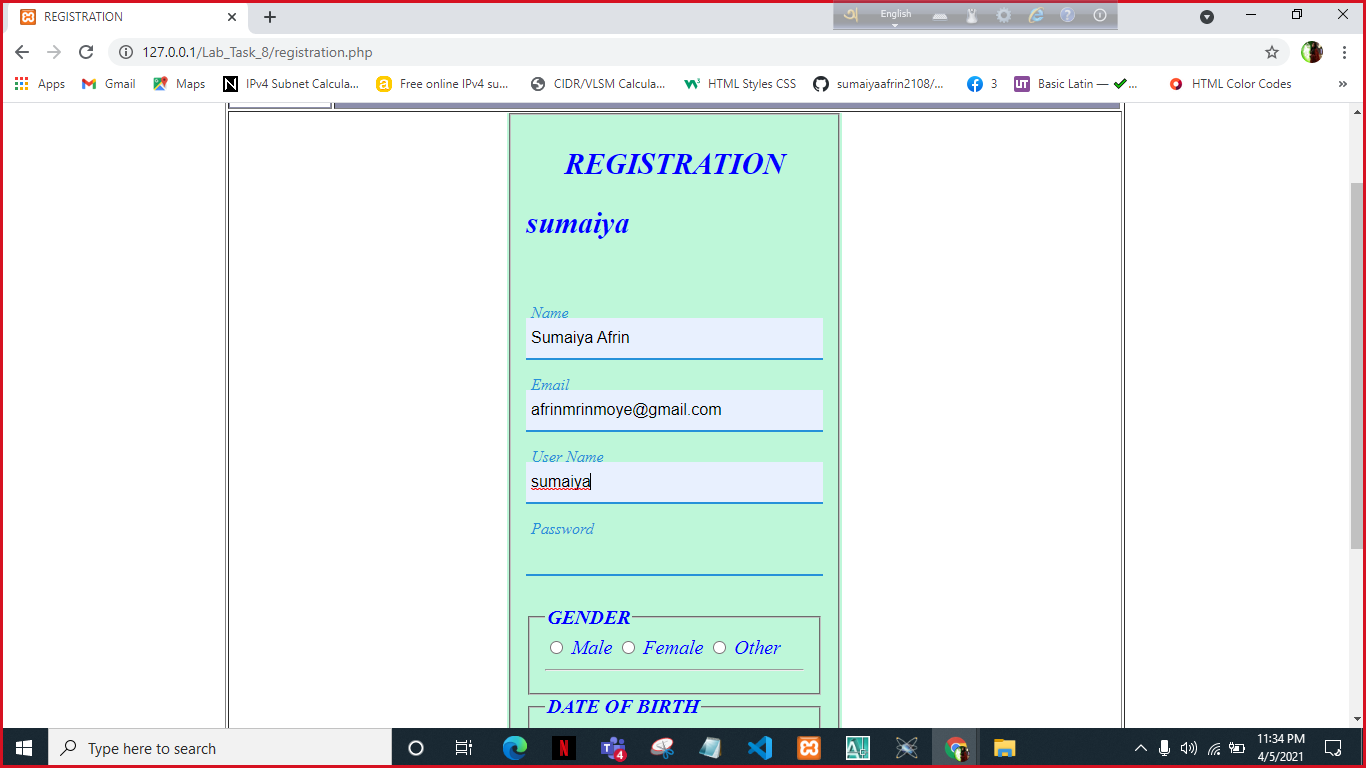 REGISTRATION
English
127.0.0.1/Lab_Task_8/registration.php
Apps Gmail Maps IPv4 Subnet Calcula... Free online IPv4 su... CIDR/VLSM Calcula... HTML Styles CSS sumaiyaafrin2108/... 3 Basic Latin — ✔... HTML Color Codes »
REGISTRATION
sumaiya
Name
Sumaiya Afrin
Email
afrinmrinmoye@gmail.com
User Name
sumaiya
Password
GENDER
Male Female Other
DATE OF BIRTH
Type here to search
11:34 PM
4/5/2021